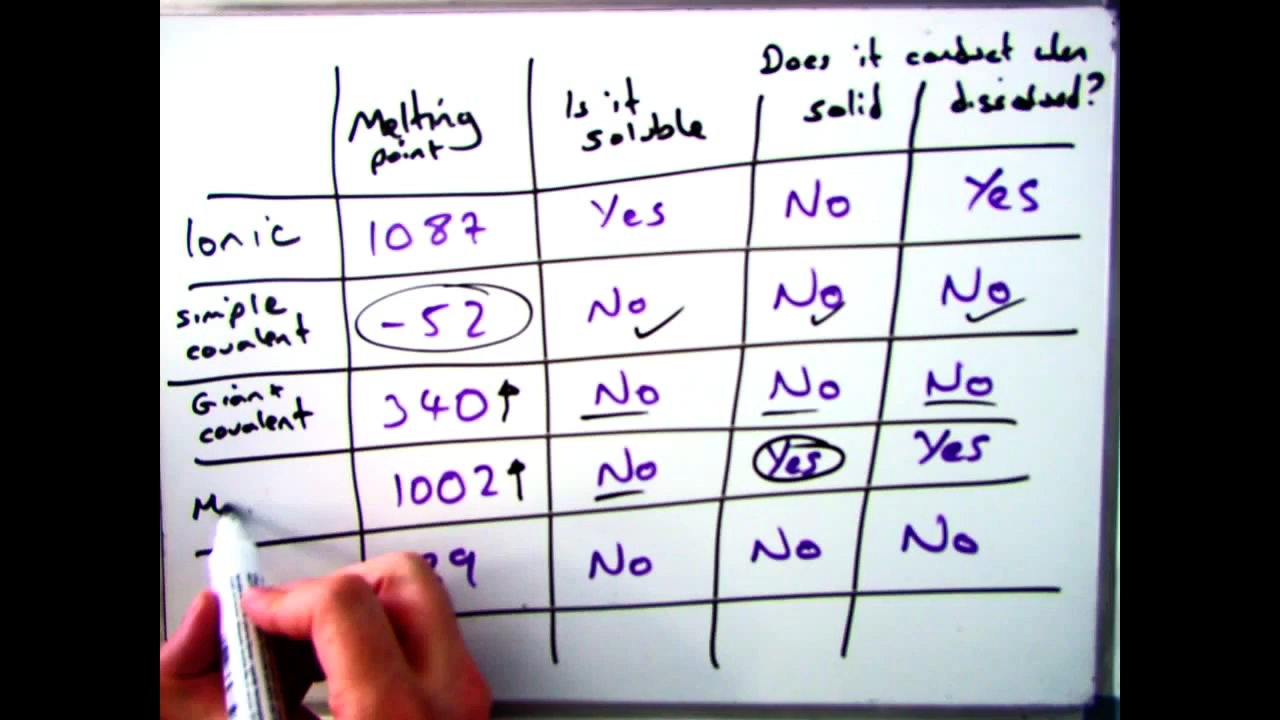 Does it conduct when
Melting point
Is it soluble
solid
dissolved?
Ionic
1087
Yes
No
Yes
simple covalent
-52
No
No
No
Giant covalent
340
No
No
No
M
1002
No
Yes
Yes
9
No
No
No